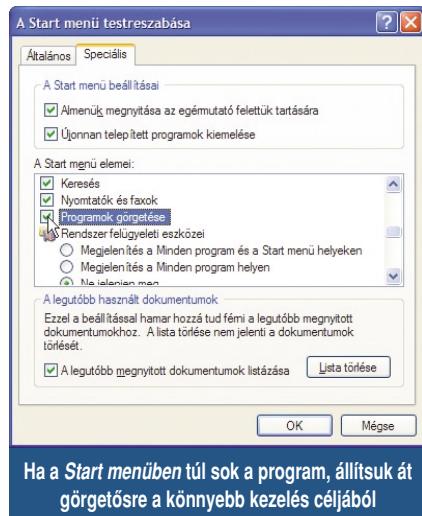 A Start menü testreszabása
Általános
Speciális
A Start menü beállításai
Almenük megnyitása az egérmutató felettük tartására
Újonnan telepített programok kiemelése
A Start menü elemei:
Keresés
Nyomtatók és faxok
Programok görgetése
Rendszer felügyeleti eszközei
Megjelenítés a Minden program és a Start menü helyeken
Megjelenítés a Minden program helyen
Ne jelenjen meg
A legutóbb használt dokumentumok
Ezzel a beállítással hamar hozzá tud férni a legutóbb megnyitott
dokumentumokhoz. A lista törlése nem jelenti a dokumentumok
törlését.
A legutóbb megnyitott dokumentumok listázása
Lista törlése
OK
Mégse
Ha a Start menüben túl sok a program, állítsuk át
görgetősre a könnyebb kezelés céljából